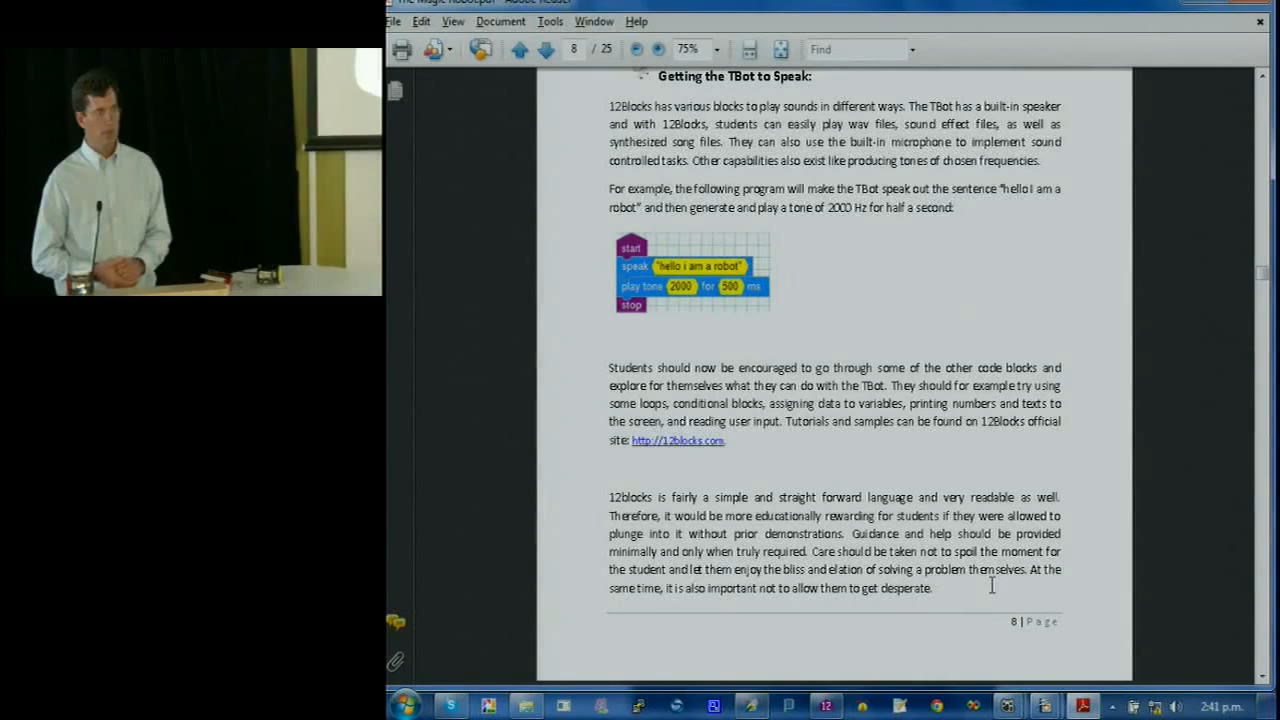 The Magic Robot.pdf - Adobe Reader
File Edit View Document Tools Window Help
8 / 25 75% Find
Getting the TBot to Speak:
12Blocks has various blocks to play sounds in different ways. The TBot has a built-in speaker
and with 12Blocks, students can easily play wav files, sound effect files, as well as
synthesized song files. They can also use the built-in microphone to implement sound
controlled tasks. Other capabilities also exist like producing tones of chosen frequencies.
For example, the following program will make the TBot speak out the sentence "hello I am a
robot" and then generate and play a tone of 2000 Hz for half a second:
start
speak "hello i am a robot"
play tone 2000 for 500 ms
stop
Students should now be encouraged to go through some of the other code blocks and
explore for themselves what they can do with the TBot. They should for example try using
some loops, conditional blocks, assigning data to variables, printing numbers and texts to
the screen, and reading user input. Tutorials and samples can be found on 12Blocks official
site: http://12blocks.com.
12blocks is fairly a simple and straight forward language and very readable as well.
Therefore, it would be more educationally rewarding for students if they were allowed to
plunge into it without prior demonstrations. Guidance and help should be provided
minimally and only when truly required. Care should be taken not to spoil the moment for
the student and let them enjoy the bliss and elation of solving a problem themselves. At the
same time, it is also important not to allow them to get desperate.
8 | Page
12
2:41 p.m.